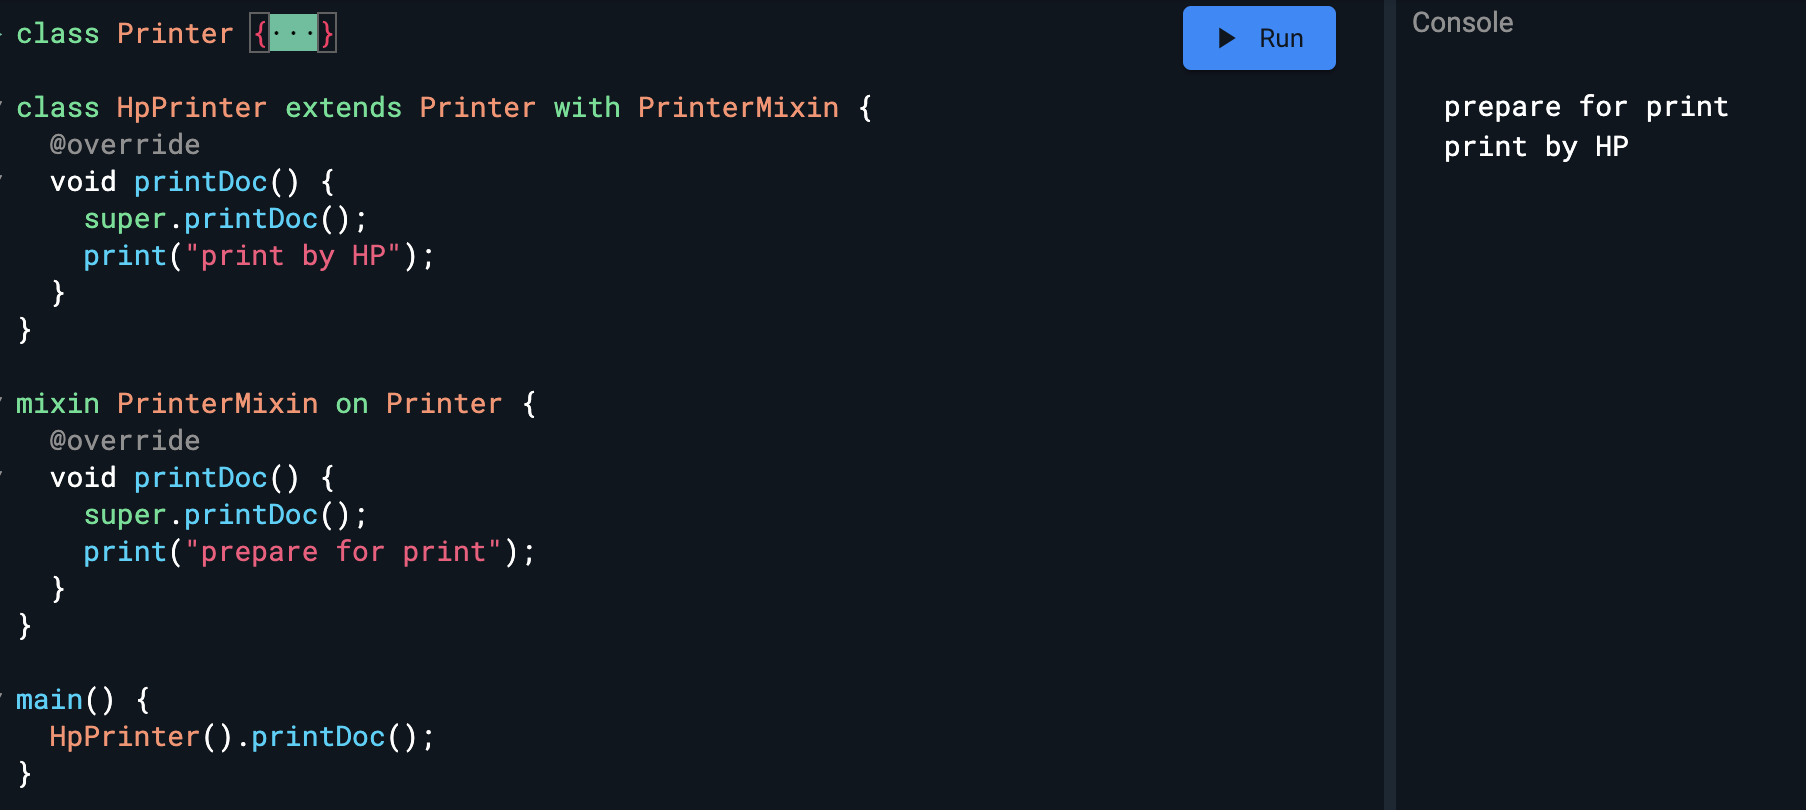 class Printer {···}
class HpPrinter extends Printer with PrinterMixin {
@override
void printDoc() {
super.printDoc();
print("print by HP");
}
}
mixin PrinterMixin on Printer {
@override
void printDoc() {
super.printDoc();
print("prepare for print");
}
}
main() {
HpPrinter().printDoc();
}
Run
Console
prepare for print
print by HP